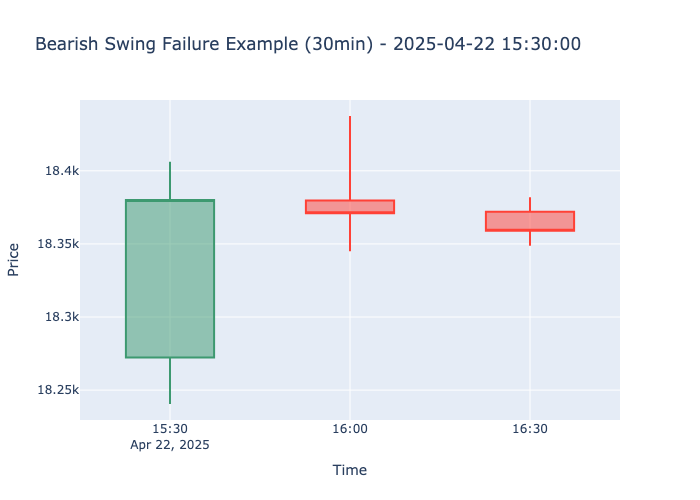 Bearish Swing Failure Example (30min) - 2025-04-22 15:30:00
Price
18.4k
18.35k
18.3k
18.25k
15:30
Apr 22, 2025
16:00
16:30
Time